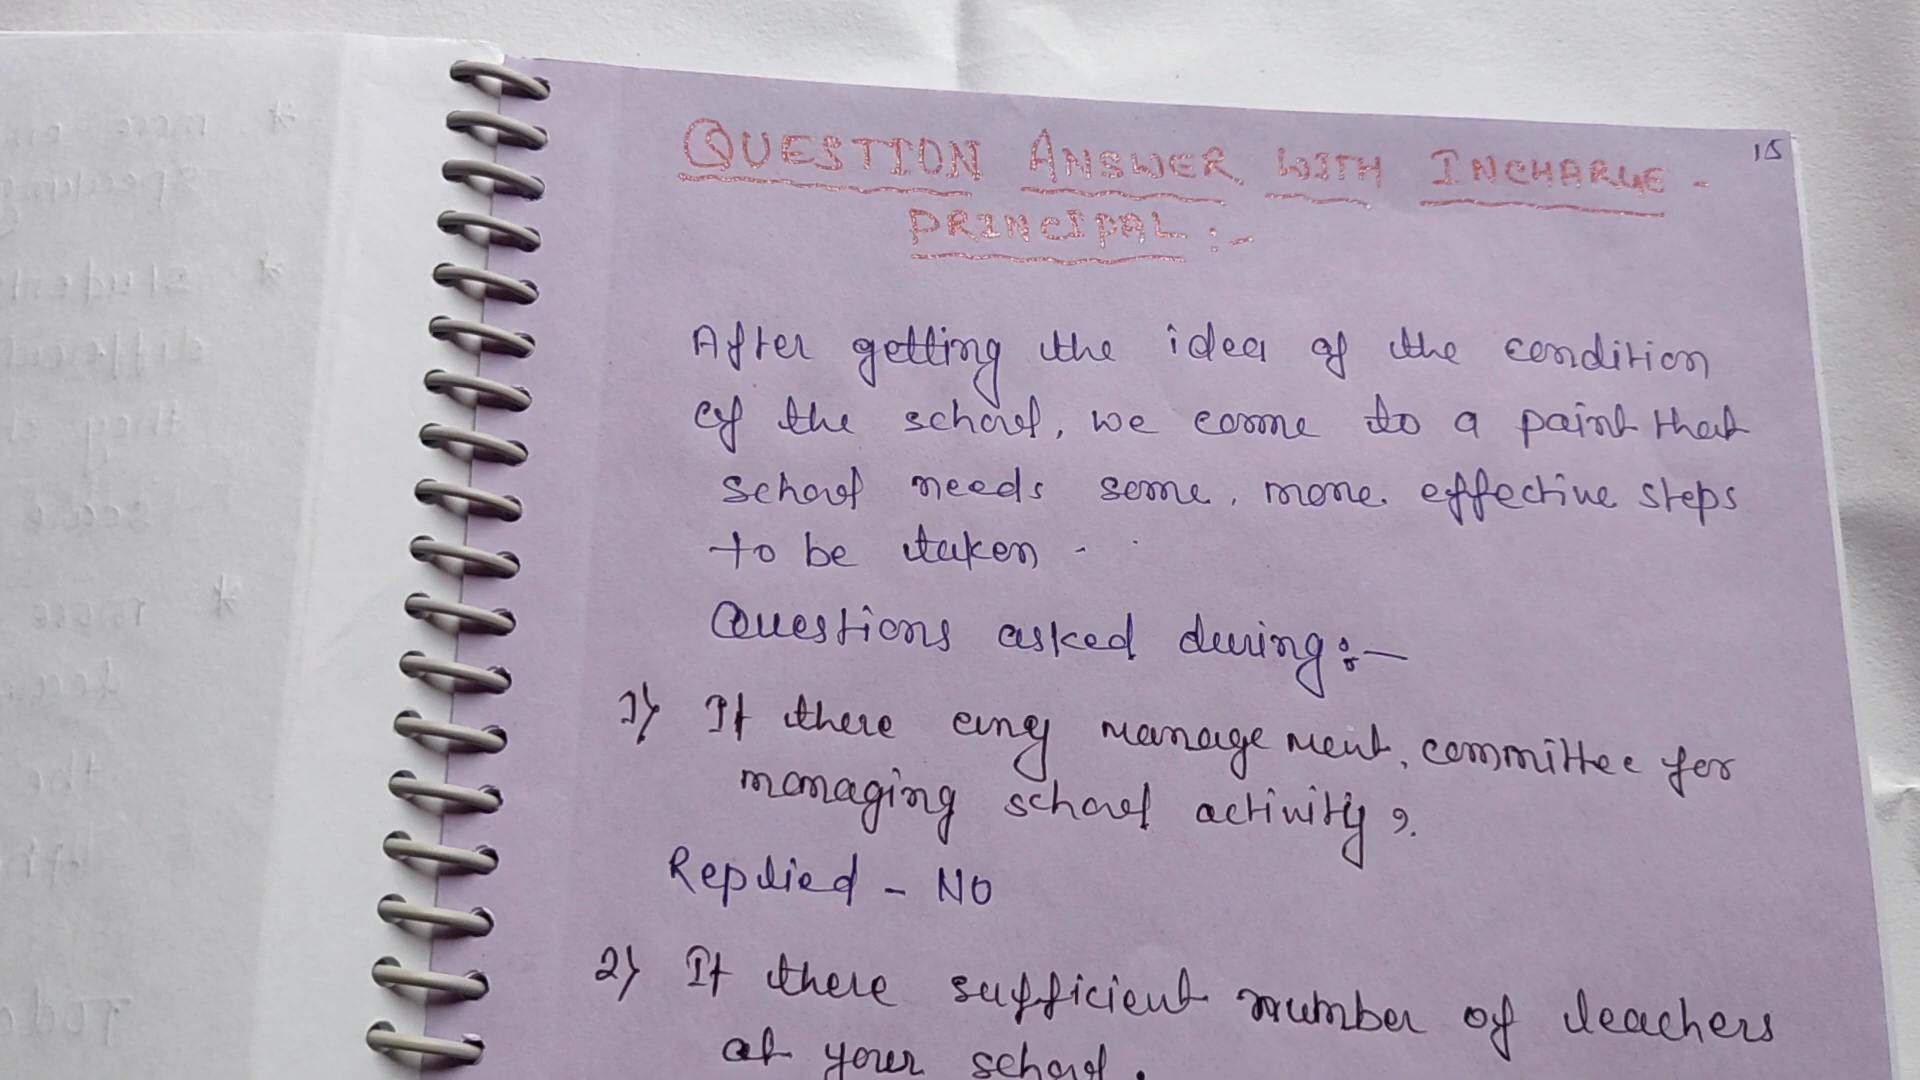 15
QUESTION ANSWER WITH INCHARGE -
PRINCIPAL :-
After getting the idea of the condition
of the school, we come to a point that
school needs some, more effective steps
to be taken -
Questions asked during :-
1) If there any management, committee for
managing school activity ?
Replied - NO
2) If there sufficient number of teachers
at your school.